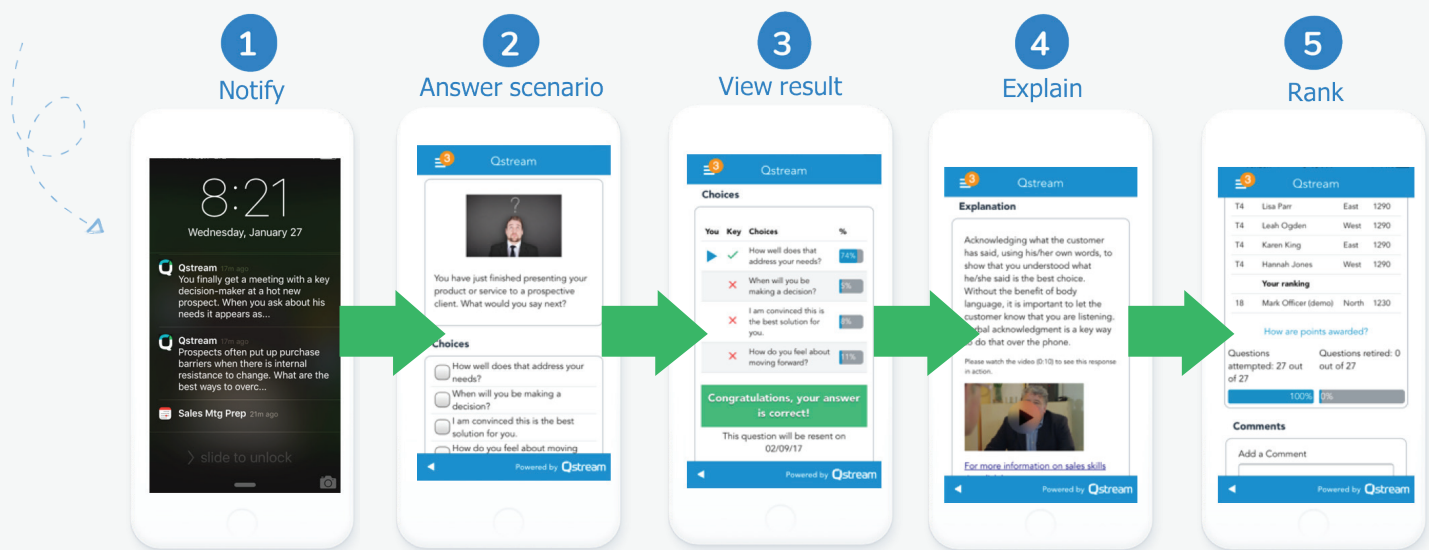 1
Notify
8:21
Wednesday, January 27
Qstream 17m ago
You finally get a meeting with a key
decision-maker at a hot new
prospect. When you ask about his
needs it appears as...
Qstream 17m ago
Prospects often put up purchase
barriers when there is internal
resistance to change. What are the
best ways to overc...
Sales Mtg Prep 21m ago
> slide to unlock
2
Answer scenario
3
Qstream
?
You have just finished presenting your
product or service to a prospective
client. What would you say next?
Choices
How well does that address your
needs?
When will you be making a
decision?
I am convinced this is the best
solution for you.
How do you feel about moving
Powered by Qstream
3
View result
3
Qstream
Choices
You Key Choices %
How well does that
address your needs? 74%
When will you be
making a decision? 5%
I am convinced this is
the best solution for
you.
How do you feel about
moving forward? 11%
Congratulations, your answer
is correct!
This question will be resent on
02/09/17
Powered by Qstream
4
Explain
3
Qstream
Explanation
Acknowledging what the customer
has said, using his/her own words, to
show that you understood what
he/she said is the best choice.
Without the benefit of body
language, it is important to let the
customer know that you are listening.
acknowledgment is a key way
do that over the phone.
Please watch the video (0:10) to see this response
in action.
For more information on sales skills
Powered by Qstream
5
Rank
3
Qstream
T4 Lisa Parr East 1290
T4 Leah Ogden West 1290
T4 Karen King East 1290
T4 Hannah Jones West 1290
Your ranking
18 Mark Officer (demo) North 1230
How are points awarded?
Questions
attempted: 27 out
of 27
Questions retired: 0
out of 27
100% 0%
Comments
Add a Comment
Powered by Qstream